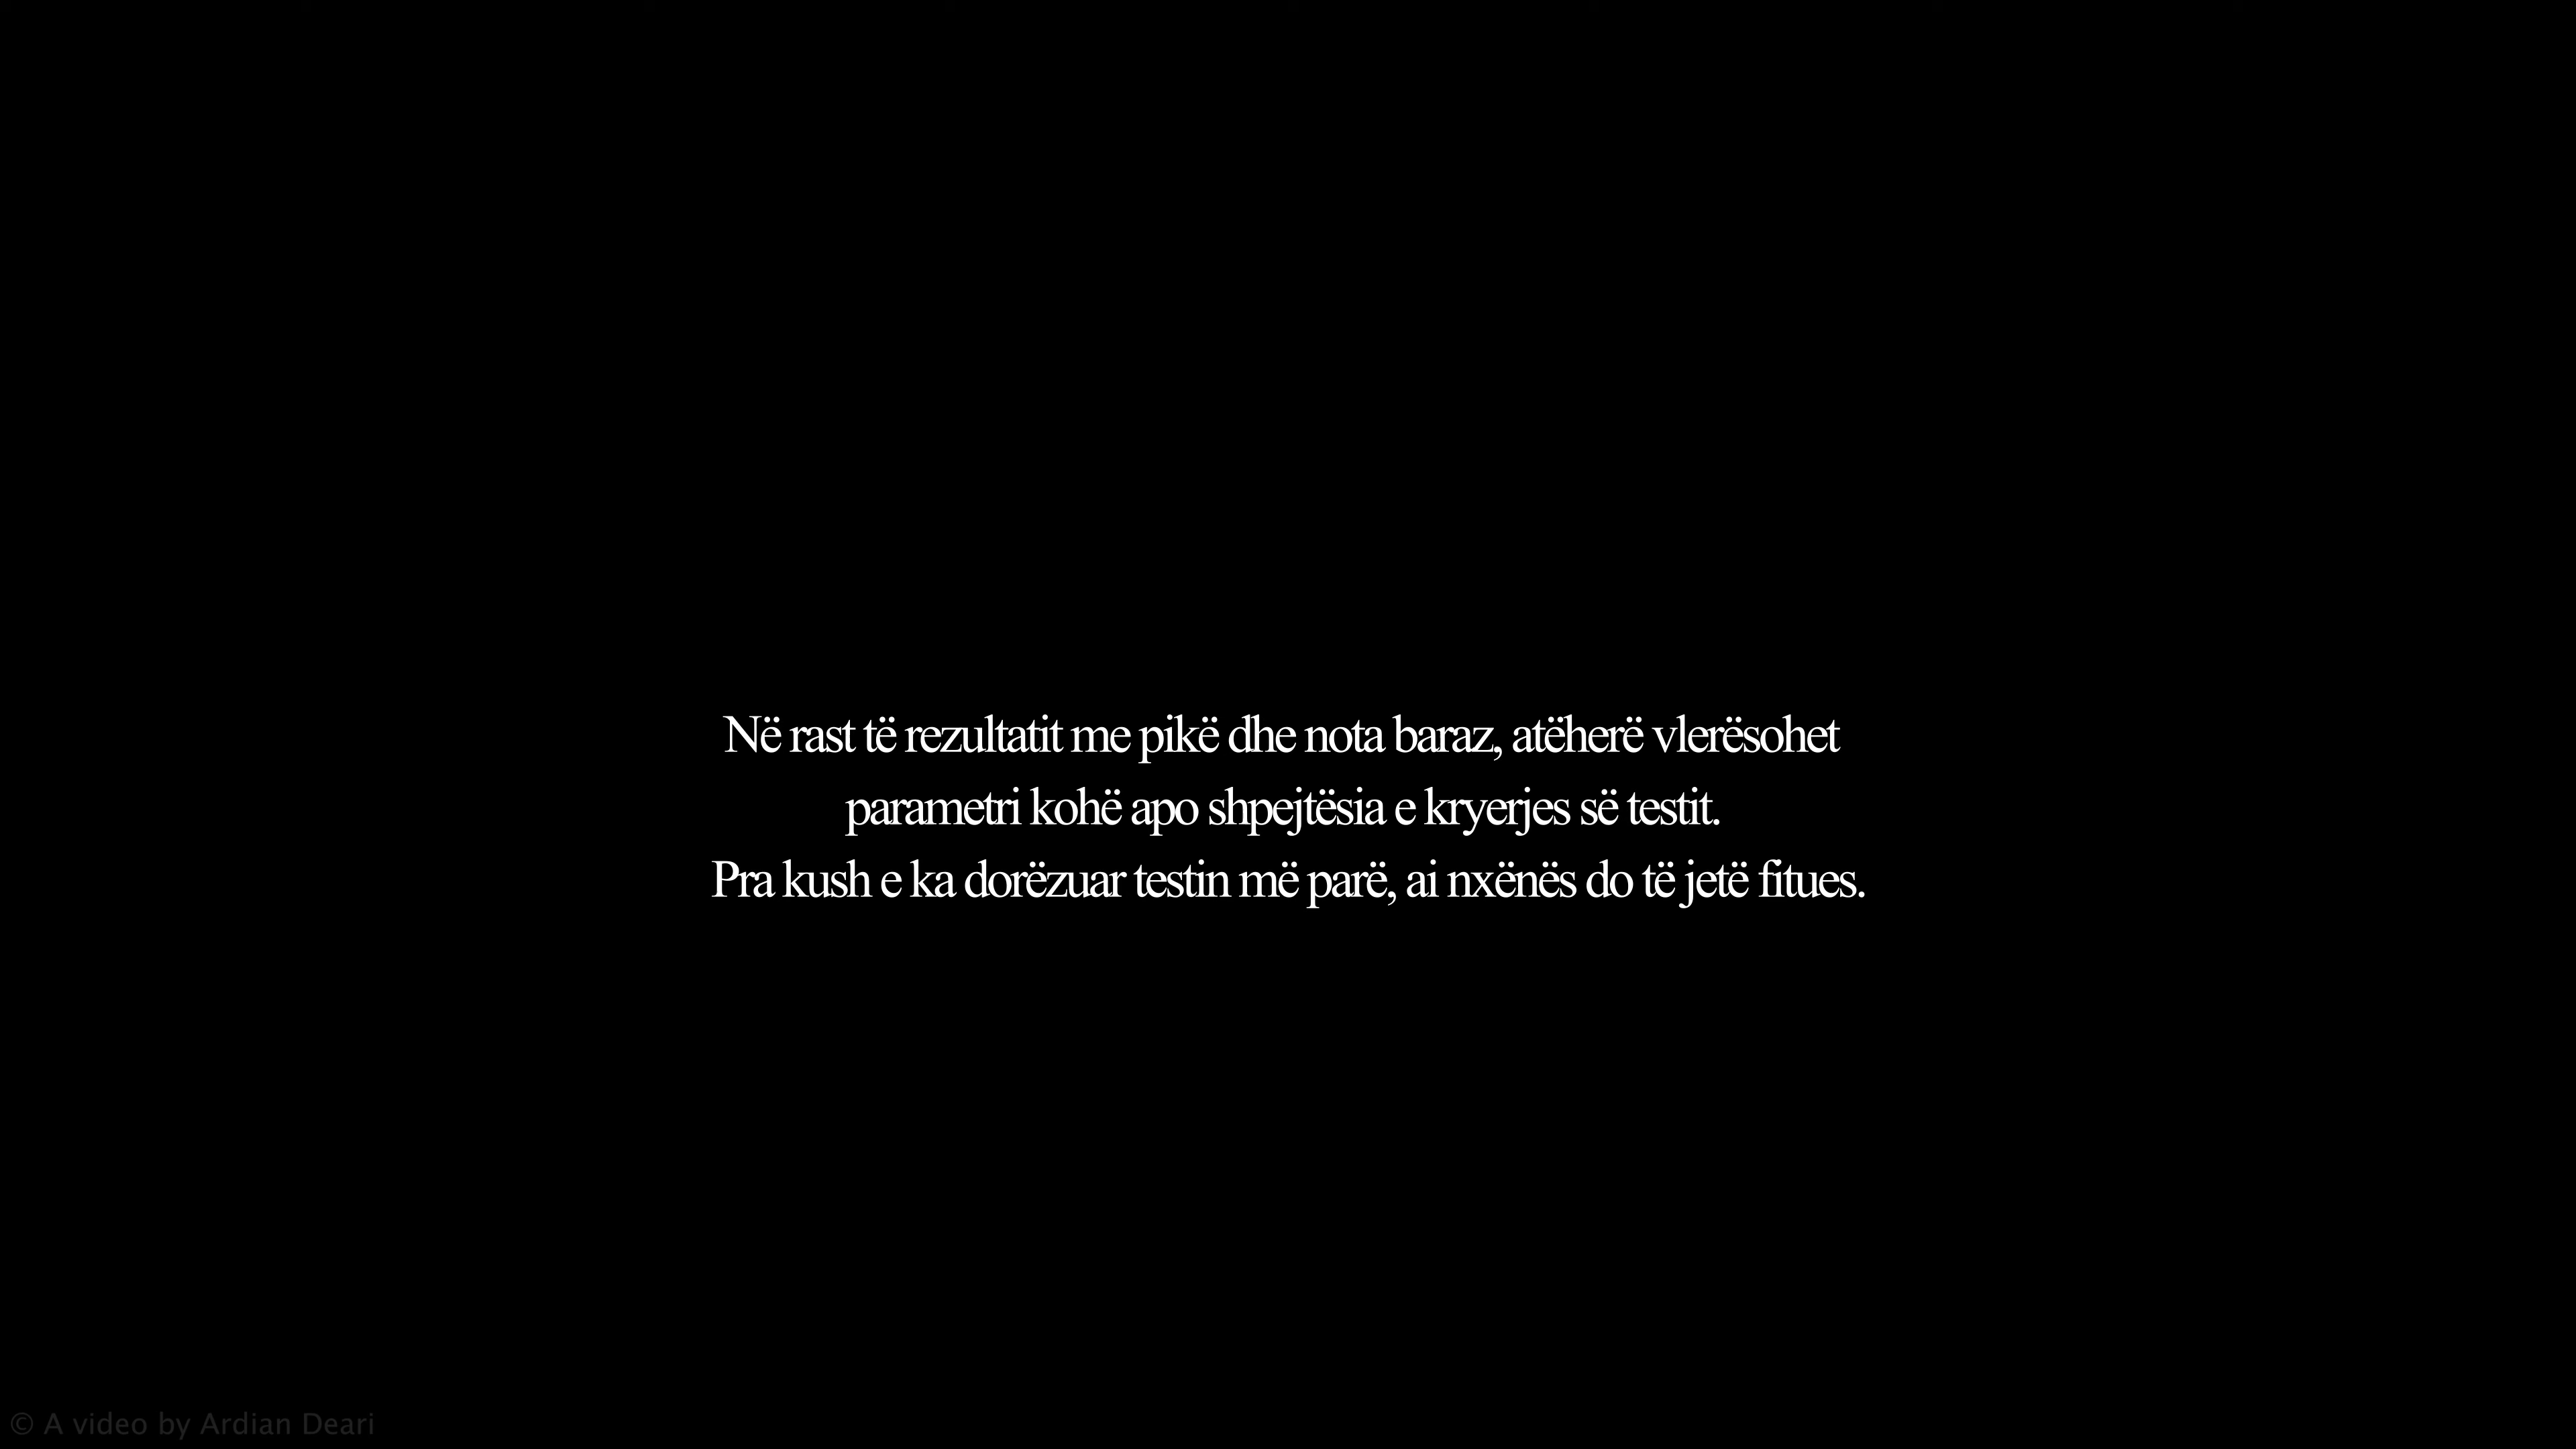 Në rast të rezultatit me pikë dhe nota baraz, atëherë vlerësohet
parametri kohë apo shpejtësia e kryerjes së testit.
Pra kush e ka dorëzuar testin më parë, ai nxënës do të jetë fitues.
© A video by Ardian Deari